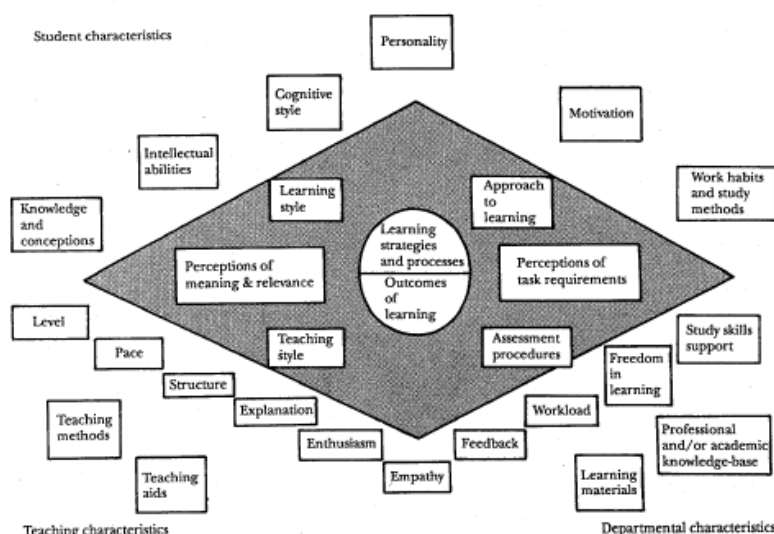 Student characteristics
Personality
Cognitive
style
Motivation
Intellectual
abilities
Work habits
and study
methods
Learning
style
Approach
to
learning
Knowledge
and
conceptions
Learning
strategies
and processes
Perceptions of
meaning & relevance
Perceptions of
task requirements
Outcomes
of
learning
Level
Pace
Teaching
style
Assessment
procedures
Study skills
support
Structure
Freedom
in
learning
Explanation
Workload
Teaching
methods
Enthusiasm
Feedback
Professional
and/or academic
knowledge-base
Empathy
Teaching
aids
Learning
materials
Teaching characteristics
Departmental characteristics